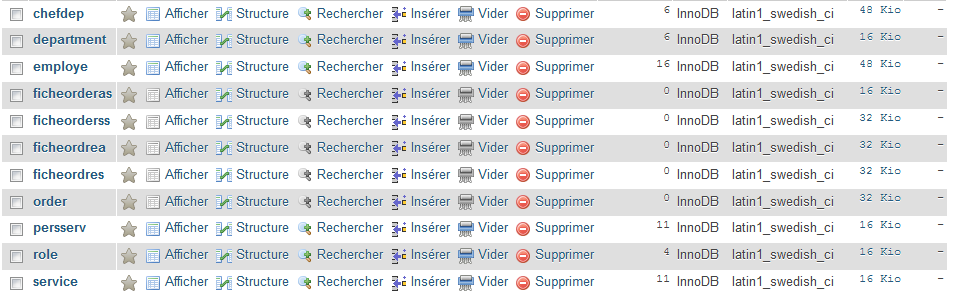 chefdep Afficher Structure Rechercher Insérer Vider Supprimer 6 InnoDB latin1_swedish_ci 48 Kio -
department Afficher Structure Rechercher Insérer Vider Supprimer 6 InnoDB latin1_swedish_ci 16 Kio -
employe Afficher Structure Rechercher Insérer Vider Supprimer 16 InnoDB latin1_swedish_ci 48 Kio -
ficheorderas Afficher Structure Rechercher Insérer Vider Supprimer 0 InnoDB latin1_swedish_ci 16 Kio -
ficheorderss Afficher Structure Rechercher Insérer Vider Supprimer 0 InnoDB latin1_swedish_ci 32 Kio -
ficheordrea Afficher Structure Rechercher Insérer Vider Supprimer 0 InnoDB latin1_swedish_ci 32 Kio -
ficheordres Afficher Structure Rechercher Insérer Vider Supprimer 0 InnoDB latin1_swedish_ci 32 Kio -
order Afficher Structure Rechercher Insérer Vider Supprimer 0 InnoDB latin1_swedish_ci 32 Kio -
persserv Afficher Structure Rechercher Insérer Vider Supprimer 11 InnoDB latin1_swedish_ci 16 Kio -
role Afficher Structure Rechercher Insérer Vider Supprimer 4 InnoDB latin1_swedish_ci 16 Kio -
service Afficher Structure Rechercher Insérer Vider Supprimer 11 InnoDB latin1_swedish_ci 16 Kio -